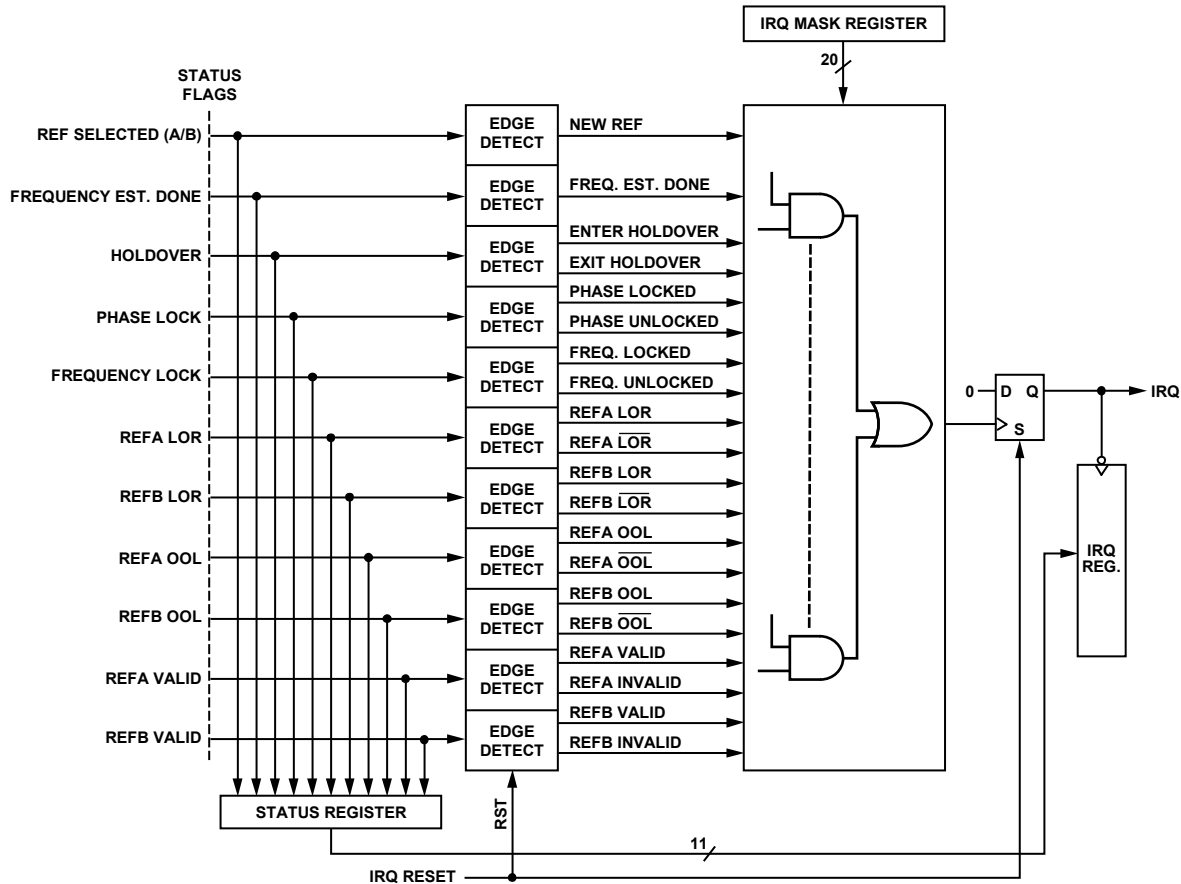 IRQ MASK REGISTER
20
STATUS
FLAGS
REF SELECTED (A/B)
EDGE
DETECT
NEW REF
FREQUENCY EST. DONE
EDGE
DETECT
FREQ. EST. DONE
HOLDOVER
EDGE
DETECT
ENTER HOLDOVER
EXIT HOLDOVER
PHASE LOCK
EDGE
DETECT
PHASE LOCKED
PHASE UNLOCKED
FREQUENCY LOCK
EDGE
DETECT
FREQ. LOCKED
FREQ. UNLOCKED
REFA LOR
EDGE
DETECT
REFA LOR
REFA L̅O̅R̅
REFB LOR
EDGE
DETECT
REFB LOR
REFB L̅O̅R̅
REFA OOL
EDGE
DETECT
REFA OOL
REFA O̅O̅L̅
REFB OOL
EDGE
DETECT
REFB OOL
REFB O̅O̅L̅
REFA VALID
EDGE
DETECT
REFA VALID
REFA INVALID
REFB VALID
EDGE
DETECT
REFB VALID
REFB INVALID
0
D Q
S
IRQ
IRQ
REG.
STATUS REGISTER
RST
11
IRQ RESET